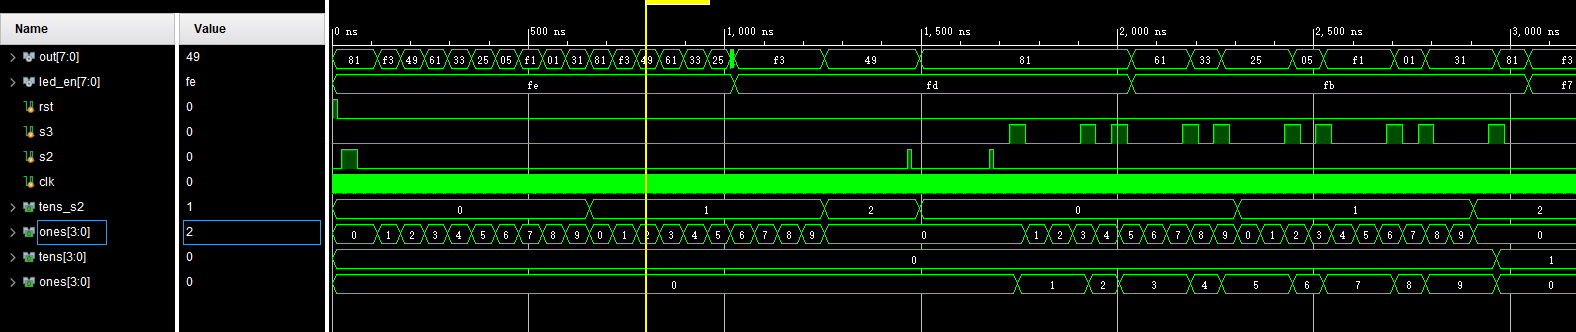 Name Value
0 ns 500 ns 1,000 ns 1,500 ns 2,000 ns 2,500 ns 3,000 ns
out[7:0] 49 81 f3 49 61 33 25 05 f1 01 31 81 f3 49 61 33 25 f3 49 81 61 33 25 05 f1 01 31 81 f3
led_en[7:0] fe fe fd fb f7
rst 0
s3 0
s2 0
clk 0
tens_s2 1 0 1 2 0 1 2
ones[3:0] 2 0 1 2 3 4 5 6 7 8 9 0 1 2 3 4 5 6 7 8 9 0 1 2 3 4 5 6 7 8 9 0 1 2 3 4 5 6 7 8 9 0
tens[3:0] 0 0 1
ones[3:0] 0 0 1 2 3 4 5 6 7 8 9 0